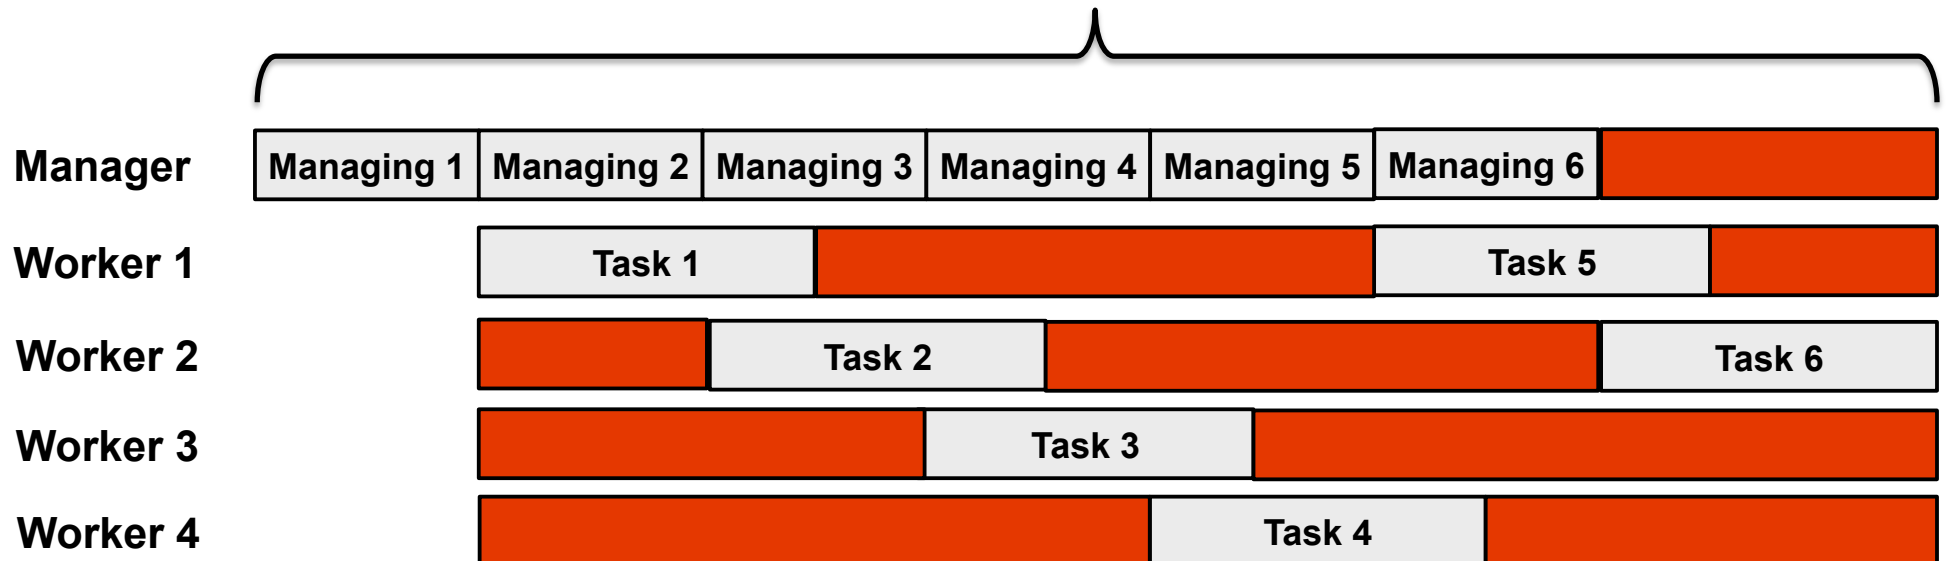 Manager Managing 1 Managing 2 Managing 3 Managing 4 Managing 5 Managing 6
Worker 1 Task 1 Task 5
Worker 2 Task 2 Task 6
Worker 3 Task 3
Worker 4 Task 4